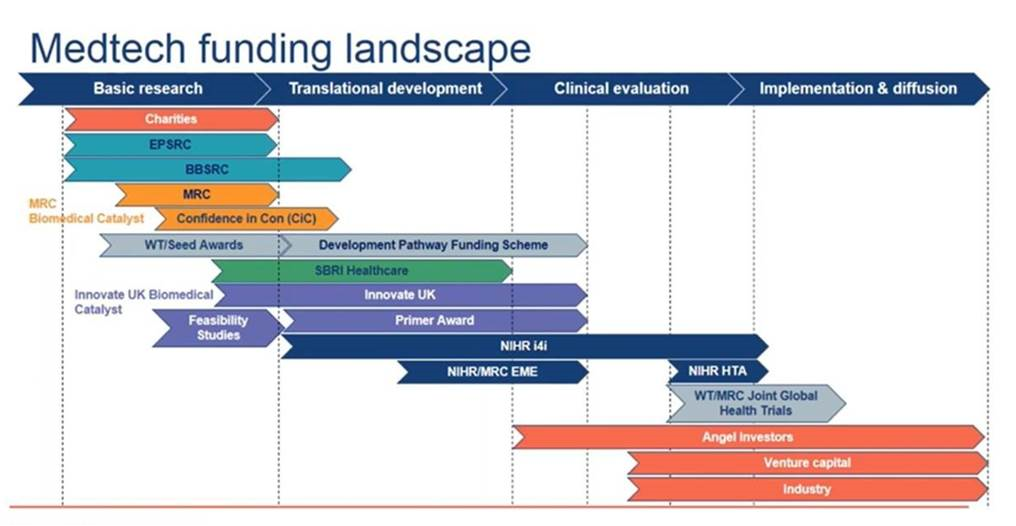 Medtech funding landscape
Basic research
Translational development
Clinical evaluation
Implementation & diffusion
Charities
EPSRC
BBSRC
MRC
MRC
Biomedical Catalyst
Confidence in Con (CiC)
WT/Seed Awards
Development Pathway Funding Scheme
SBRI Healthcare
Innovate UK Biomedical
Catalyst
Innovate UK
Feasibility
Studies
Primer Award
NIHR i4i
NIHR/MRC EME
NIHR HTA
WT/MRC Joint Global
Health Trials
Angel investors
Venture capital
Industry